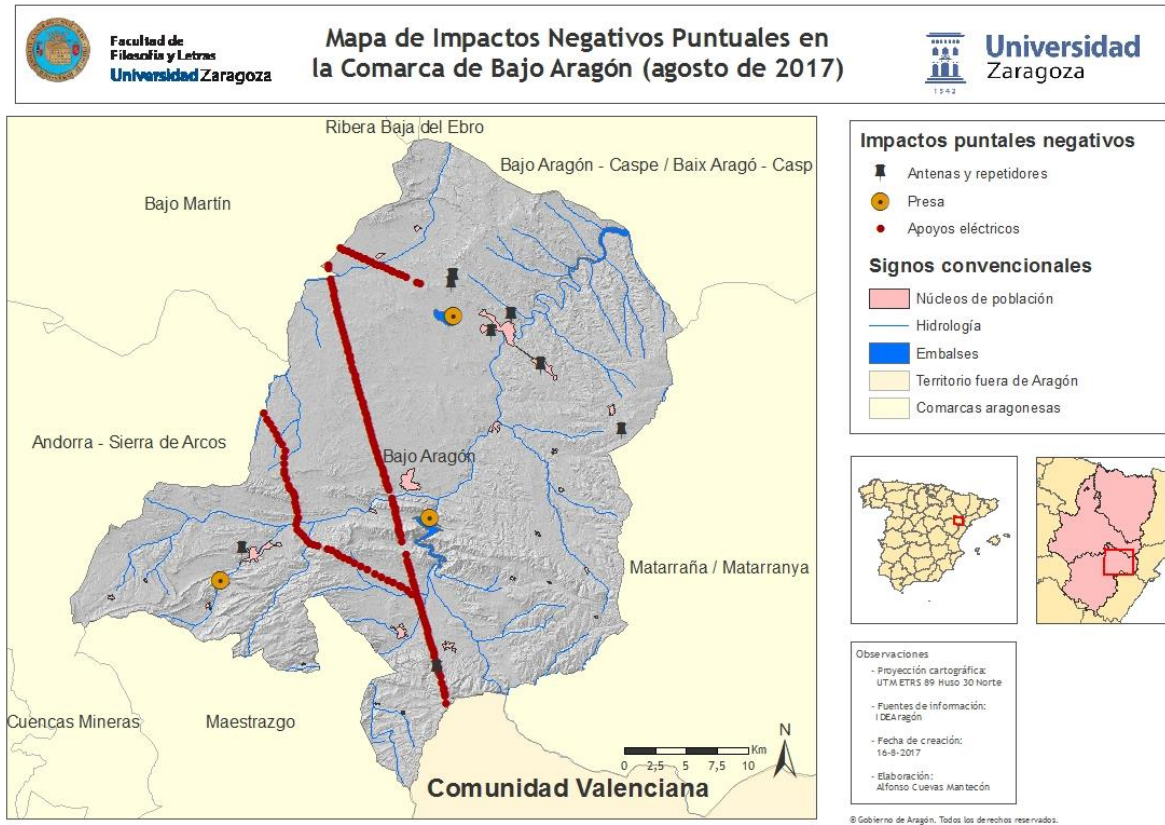 Facultad de
Filosofía y Letras
Universidad Zaragoza
Mapa de Impactos Negativos Puntuales en
la Comarca de Bajo Aragón (agosto de 2017)
1542
Universidad
Zaragoza
Ribera Baja del Ebro
Bajo Aragón - Caspe / Baix Aragó - Casp
Bajo Martín
Andorra - Sierra de Arcos
Bajo Aragón
Matarraña / Matarranya
Cuencas Mineras
Maestrazgo
Comunidad Valenciana
N
Km
0 2,5 5 7,5 10
Impactos puntales negativos
Antenas y repetidores
Presa
Apoyos eléctricos
Signos convencionales
Núcleos de población
Hidrología
Embalses
Territorio fuera de Aragón
Comarcas aragonesas
Observaciones
- Proyección cartográfica:
UTM ETRS 89 Huso 30 Norte
- Fuentes de información:
IDEAragón
- Fecha de creación:
16-8-2017
- Elaboración:
Alfonso Cuevas Mantecón
© Gobierno de Aragón. Todos los derechos reservados.